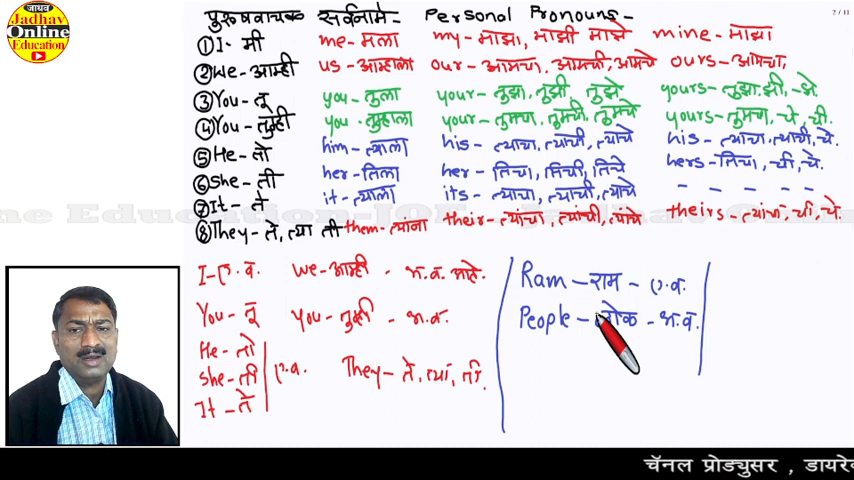 जाधव
Jadhav
Online
Education
2 / 11
पुरूषवाचक सर्वनामे - Personal Pronouns -
① I - मी me - मला my - माझा, माझी माझे mine - माझा
② We - आम्ही us - आम्हाला our - आमचा, आमची, आमचे ours - आमचा,
③ You - तू you - तुला your - तुझा, तुझी, तुझे yours - तुझा, झी, - झे
④ You - तुम्ही you - तुम्हाला your - तुमचा, तुमची, तुमचे yours - तुमचा, चे, ची
⑤ He - तो him - त्याला his - त्याचा, त्याची, त्याचे his - त्याचा, त्याची, चे.
⑥ She - ती her - तिला her - तिचा, तिची, तिचे hers - तिचा, ची, चे.
⑦ It - ते it - त्याला its - त्याचा, त्याची, त्याचे - - - - -
⑧ They - ते, त्या ती them - त्यांना their - त्यांचा, त्यांची, त्यांचे theirs - त्यांचा, ची, चे.
I - ए.व. We - आम्ही - अ.व. आहे.
You - तू You - तुम्ही - अ.व.
He - तो
She - ती ए.व. They - ते, त्या, ती.
It - ते
Ram - राम - ए.व.
People - लोक - अ.व.
चॅनल प्रोड्युसर , डायरे